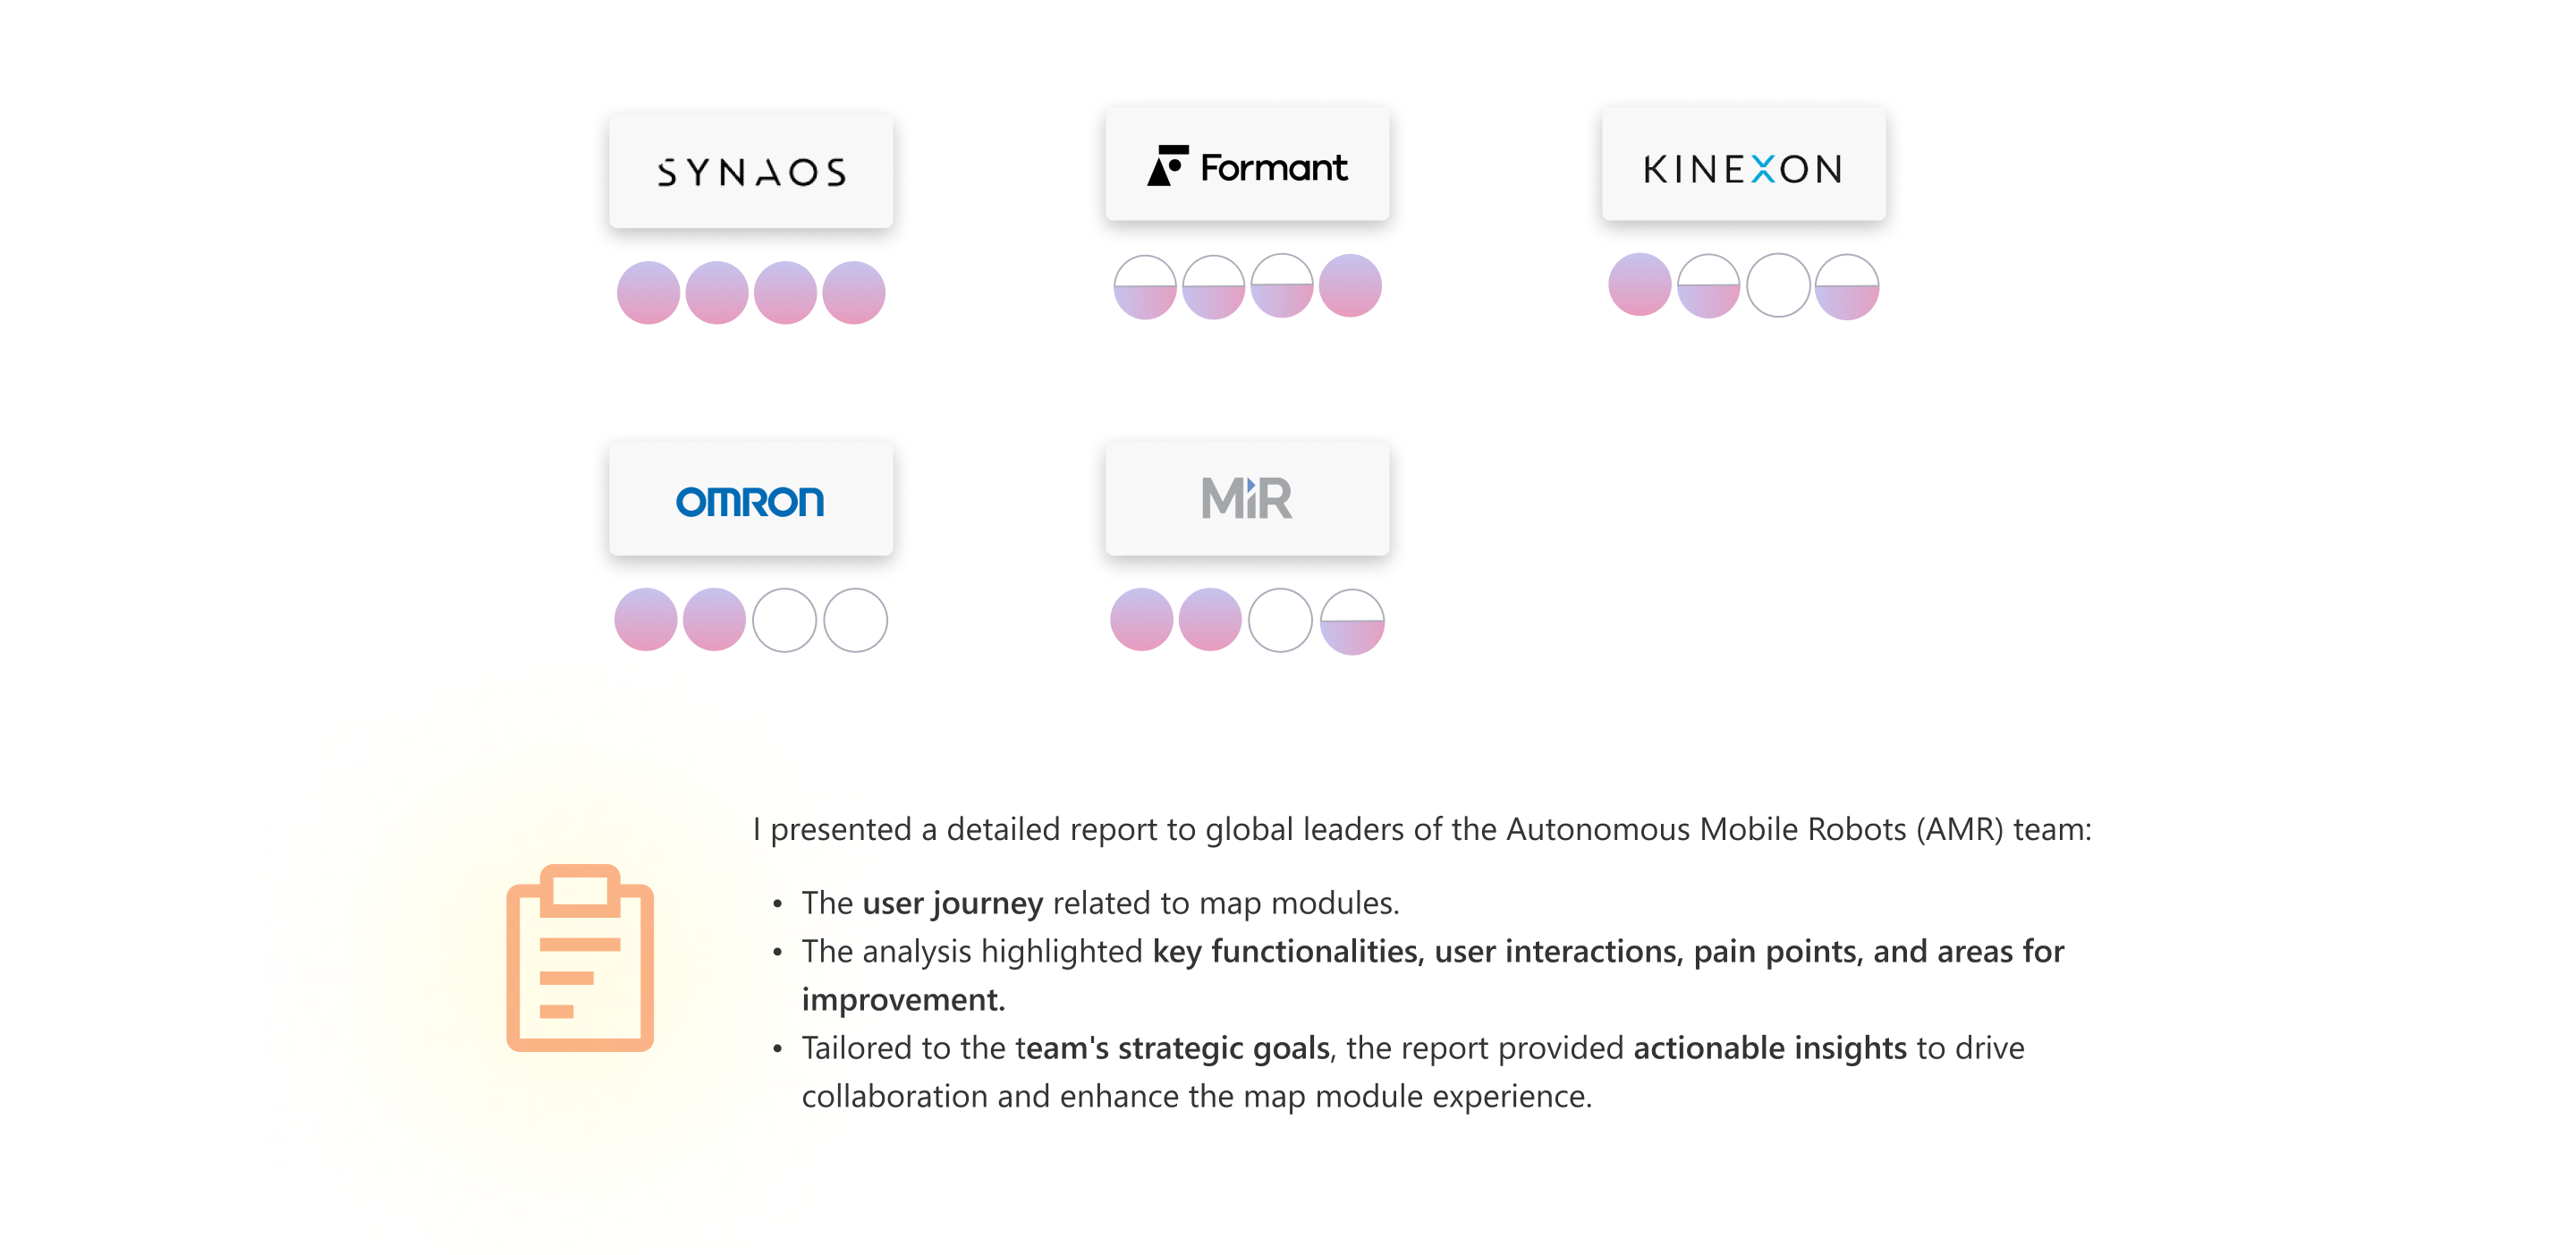 SYNAOS
Formant
KINEXON
OMRON
MiR
I presented a detailed report to global leaders of the Autonomous Mobile Robots (AMR) team:
• The user journey related to map modules.
• The analysis highlighted key functionalities, user interactions, pain points, and areas for
improvement.
• Tailored to the team's strategic goals, the report provided actionable insights to drive
collaboration and enhance the map module experience.